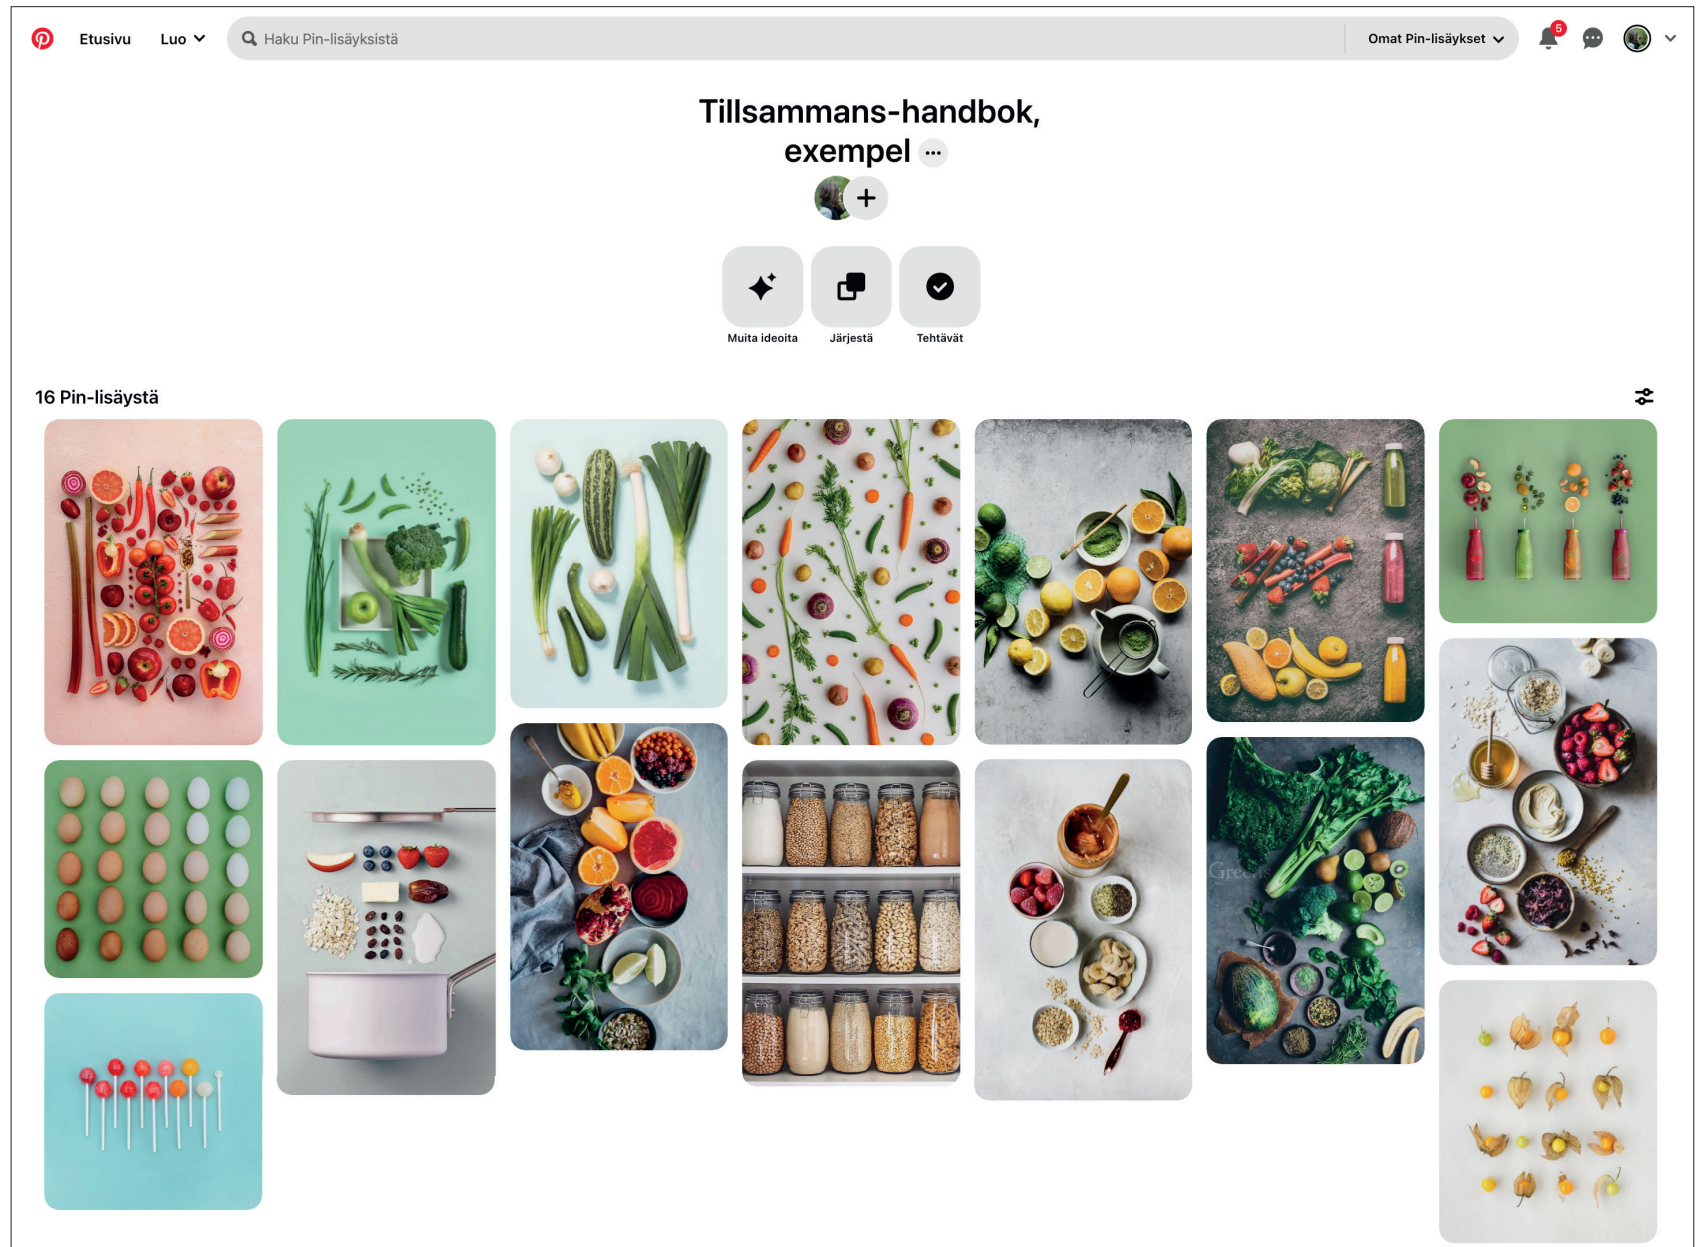 Etusivu
Luo
Haku Pin-lisäyksistä
Omat Pin-lisäykset
5
Tillsammans-handbok,
exempel
Muita ideoita
Järjestä
Tehtävät
16 Pin-lisäystä
Greens